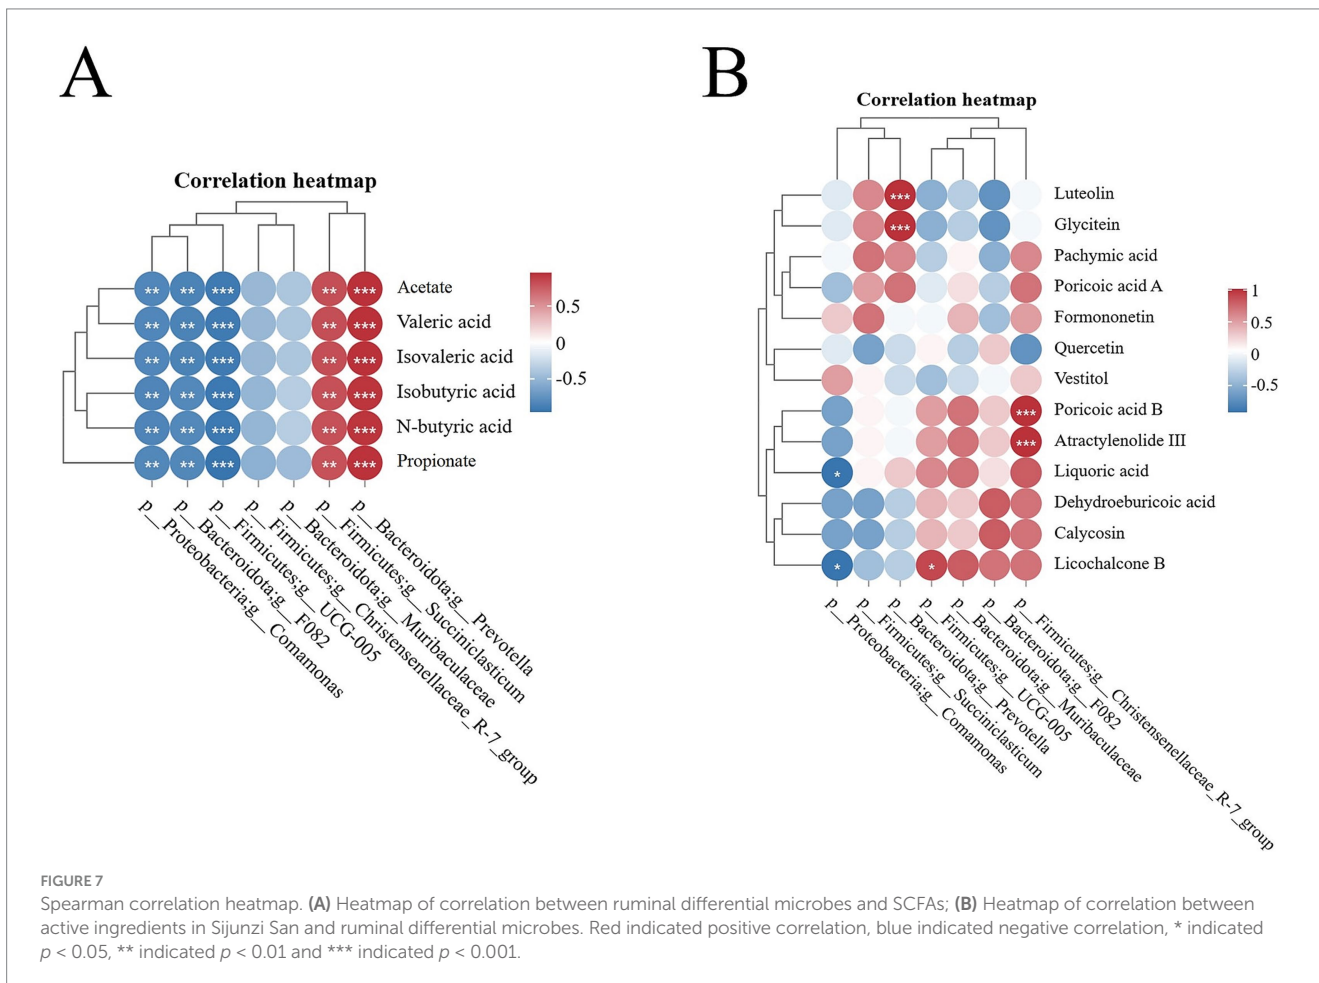 A
Correlation heatmap
** ** *** ** ***
Acetate
** ** *** ** ***
Valeric acid
** ** *** ** ***
Isovaleric acid
** ** *** ** ***
Isobutyric acid
** ** *** ** ***
N-butyric acid
** ** *** ** ***
Propionate
0.5
0
-0.5
p__Proteobacteria;g__Comamonas
p__Bacteroidota;g__F082
p__Firmicutes;g__UCG-005
p__Firmicutes;g__Christensenellaceae_R-7_group
p__Bacteroidota;g__Muribaculaceae
p__Firmicutes;g__Succiniclasticum
p__Bacteroidota;g__Prevotella
B
Correlation heatmap
*** Luteolin
*** Glycitein
Pachymic acid
Poricoic acid A
Formononetin
Quercetin
Vestitol
*** Poricoic acid B
*** Atractylenolide III
* Liquoric acid
Dehydroeburicoic acid
Calycosin
* * Licochalcone B
1
0.5
0
-0.5
p__Proteobacteria;g__Comamonas
p__Firmicutes;g__Succiniclasticum
p__Bacteroidota;g__Prevotella
p__Firmicutes;g__UCG-005
p__Bacteroidota;g__Muribaculaceae
p__Bacteroidota;g__F082
p__Firmicutes;g__Christensenellaceae_R-7_group
FIGURE 7
Spearman correlation heatmap. (A) Heatmap of correlation between ruminal differential microbes and SCFAs; (B) Heatmap of correlation between
active ingredients in Sijunzi San and ruminal differential microbes. Red indicated positive correlation, blue indicated negative correlation, * indicated
p < 0.05, ** indicated p < 0.01 and *** indicated p < 0.001.